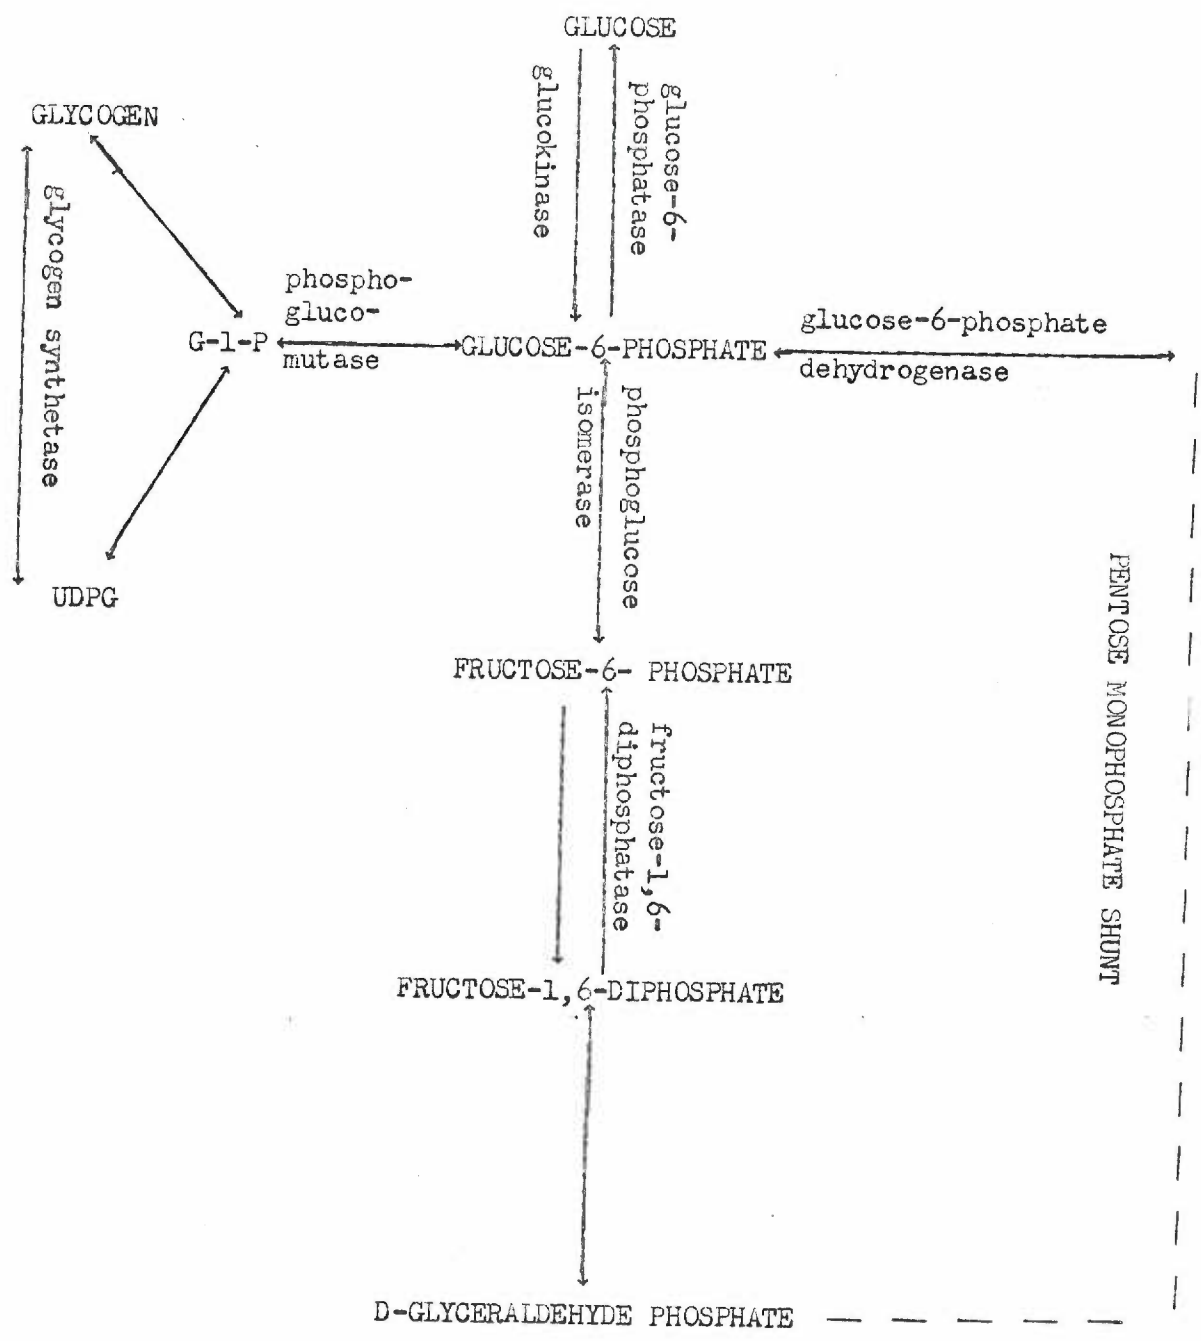 GLUCOSE
glucokinase
glucose-6-
phosphatase
GLYCOGEN
glycogen synthetase
phospho-
gluco-
mutase
G-1-P
GLUCOSE-6-PHOSPHATE
glucose-6-phosphate
dehydrogenase
phosphoglucose
isomerase
UDPG
PENTOSE MONOPHOSPHATE SHUNT
FRUCTOSE-6- PHOSPHATE
fructose-1,6-
diphosphatase
FRUCTOSE-1,6-DIPHOSPHATE
D-GLYCERALDEHYDE PHOSPHATE